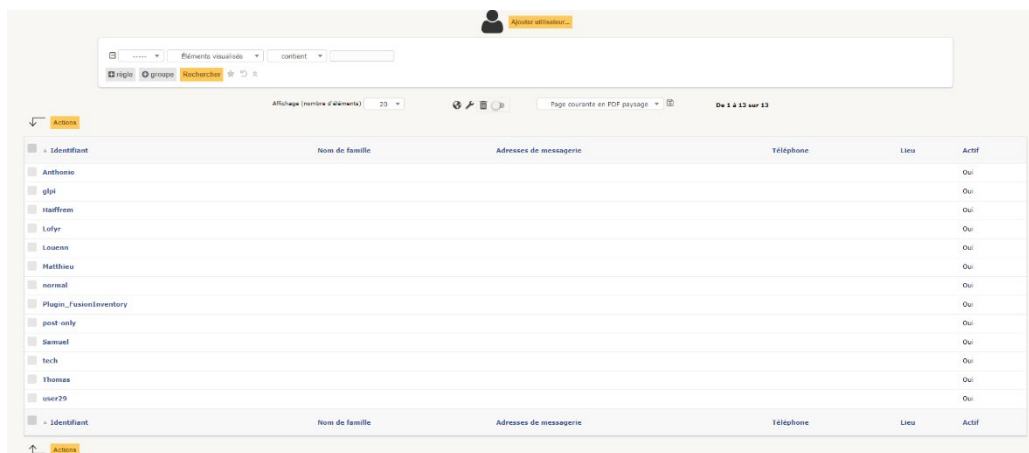 Ajouter utilisateur...
----- Éléments visualisés contient
règle groupe Rechercher
Affichage (nombre d'éléments) 20 Page courante en PDF paysage De 1 à 13 sur 13
Actions
Identifiant Nom de famille Adresses de messagerie Téléphone Lieu Actif
Anthonio Oui
glpi Oui
Haiffrem Oui
Lofyr Oui
Louenn Oui
Matthieu Oui
normal Oui
Plugin_FusionInventory Oui
post-only Oui
Samuel Oui
tech Oui
Thomas Oui
user29 Oui
Identifiant Nom de famille Adresses de messagerie Téléphone Lieu Actif
Actions